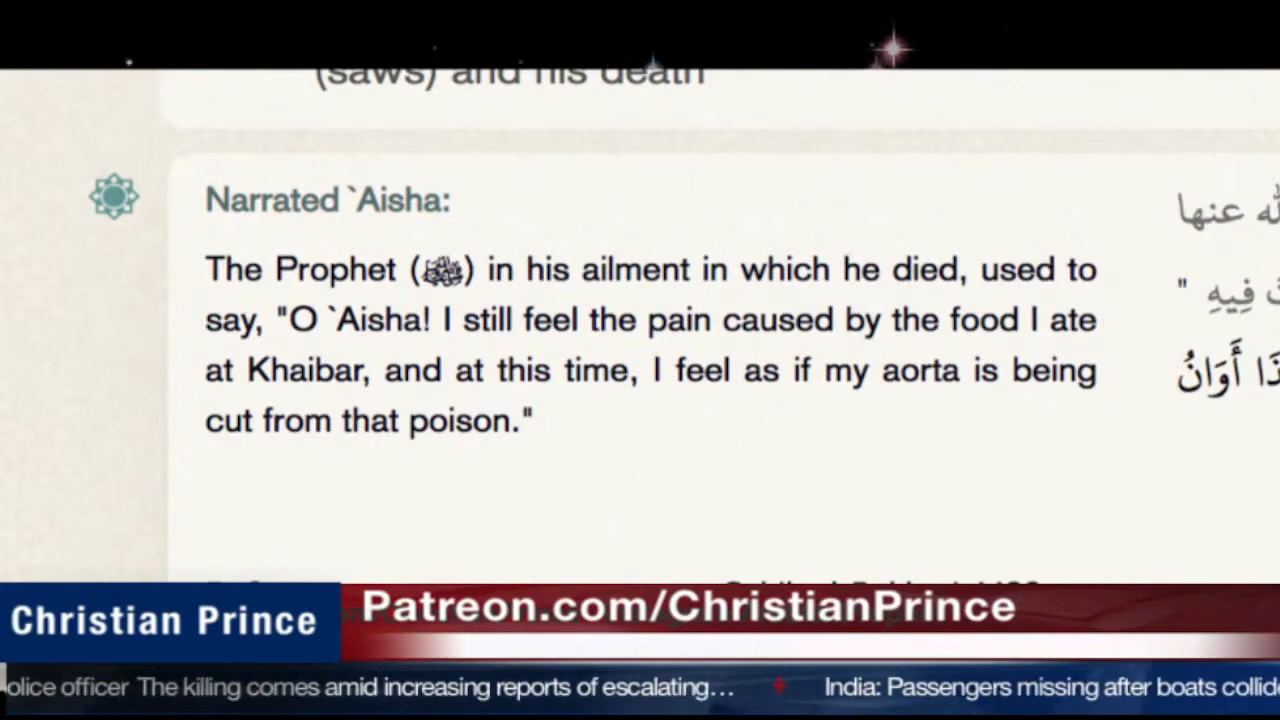 (saws) and his death
Narrated `Aisha:
The Prophet (ﷺ) in his ailment in which he died, used to
say, "O `Aisha! I still feel the pain caused by the food I ate
at Khaibar, and at this time, I feel as if my aorta is being
cut from that poison."
عنها
فِيهِ "
أَوَانُ
Christian Prince
Patreon.com/ChristianPrince
olice officer The killing comes amid increasing reports of escalating...
India: Passengers missing after boats collide